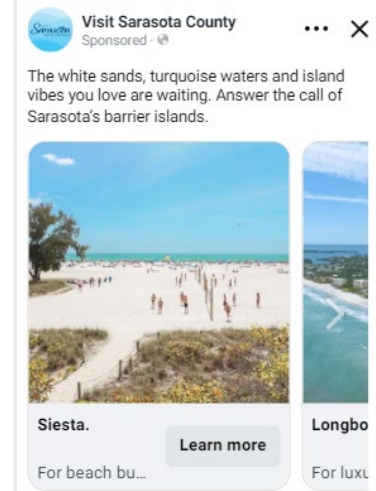 Sarasota
Visit Sarasota County
Sponsored ·
The white sands, turquoise waters and island
vibes you love are waiting. Answer the call of
Sarasota's barrier islands.
Siesta.
Learn more
For beach bu...
Longbo
For luxu